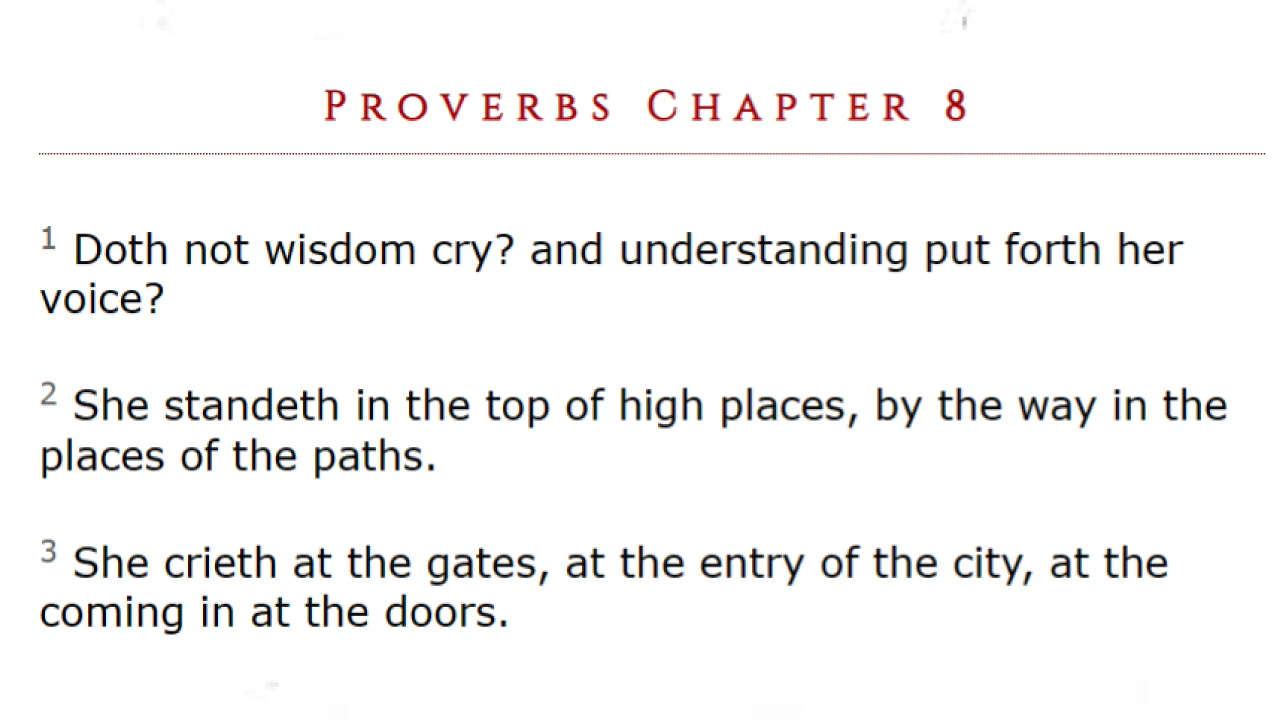 PROVERBS CHAPTER 8
1 Doth not wisdom cry? and understanding put forth her
voice?
2 She standeth in the top of high places, by the way in the
places of the paths.
3 She crieth at the gates, at the entry of the city, at the
coming in at the doors.